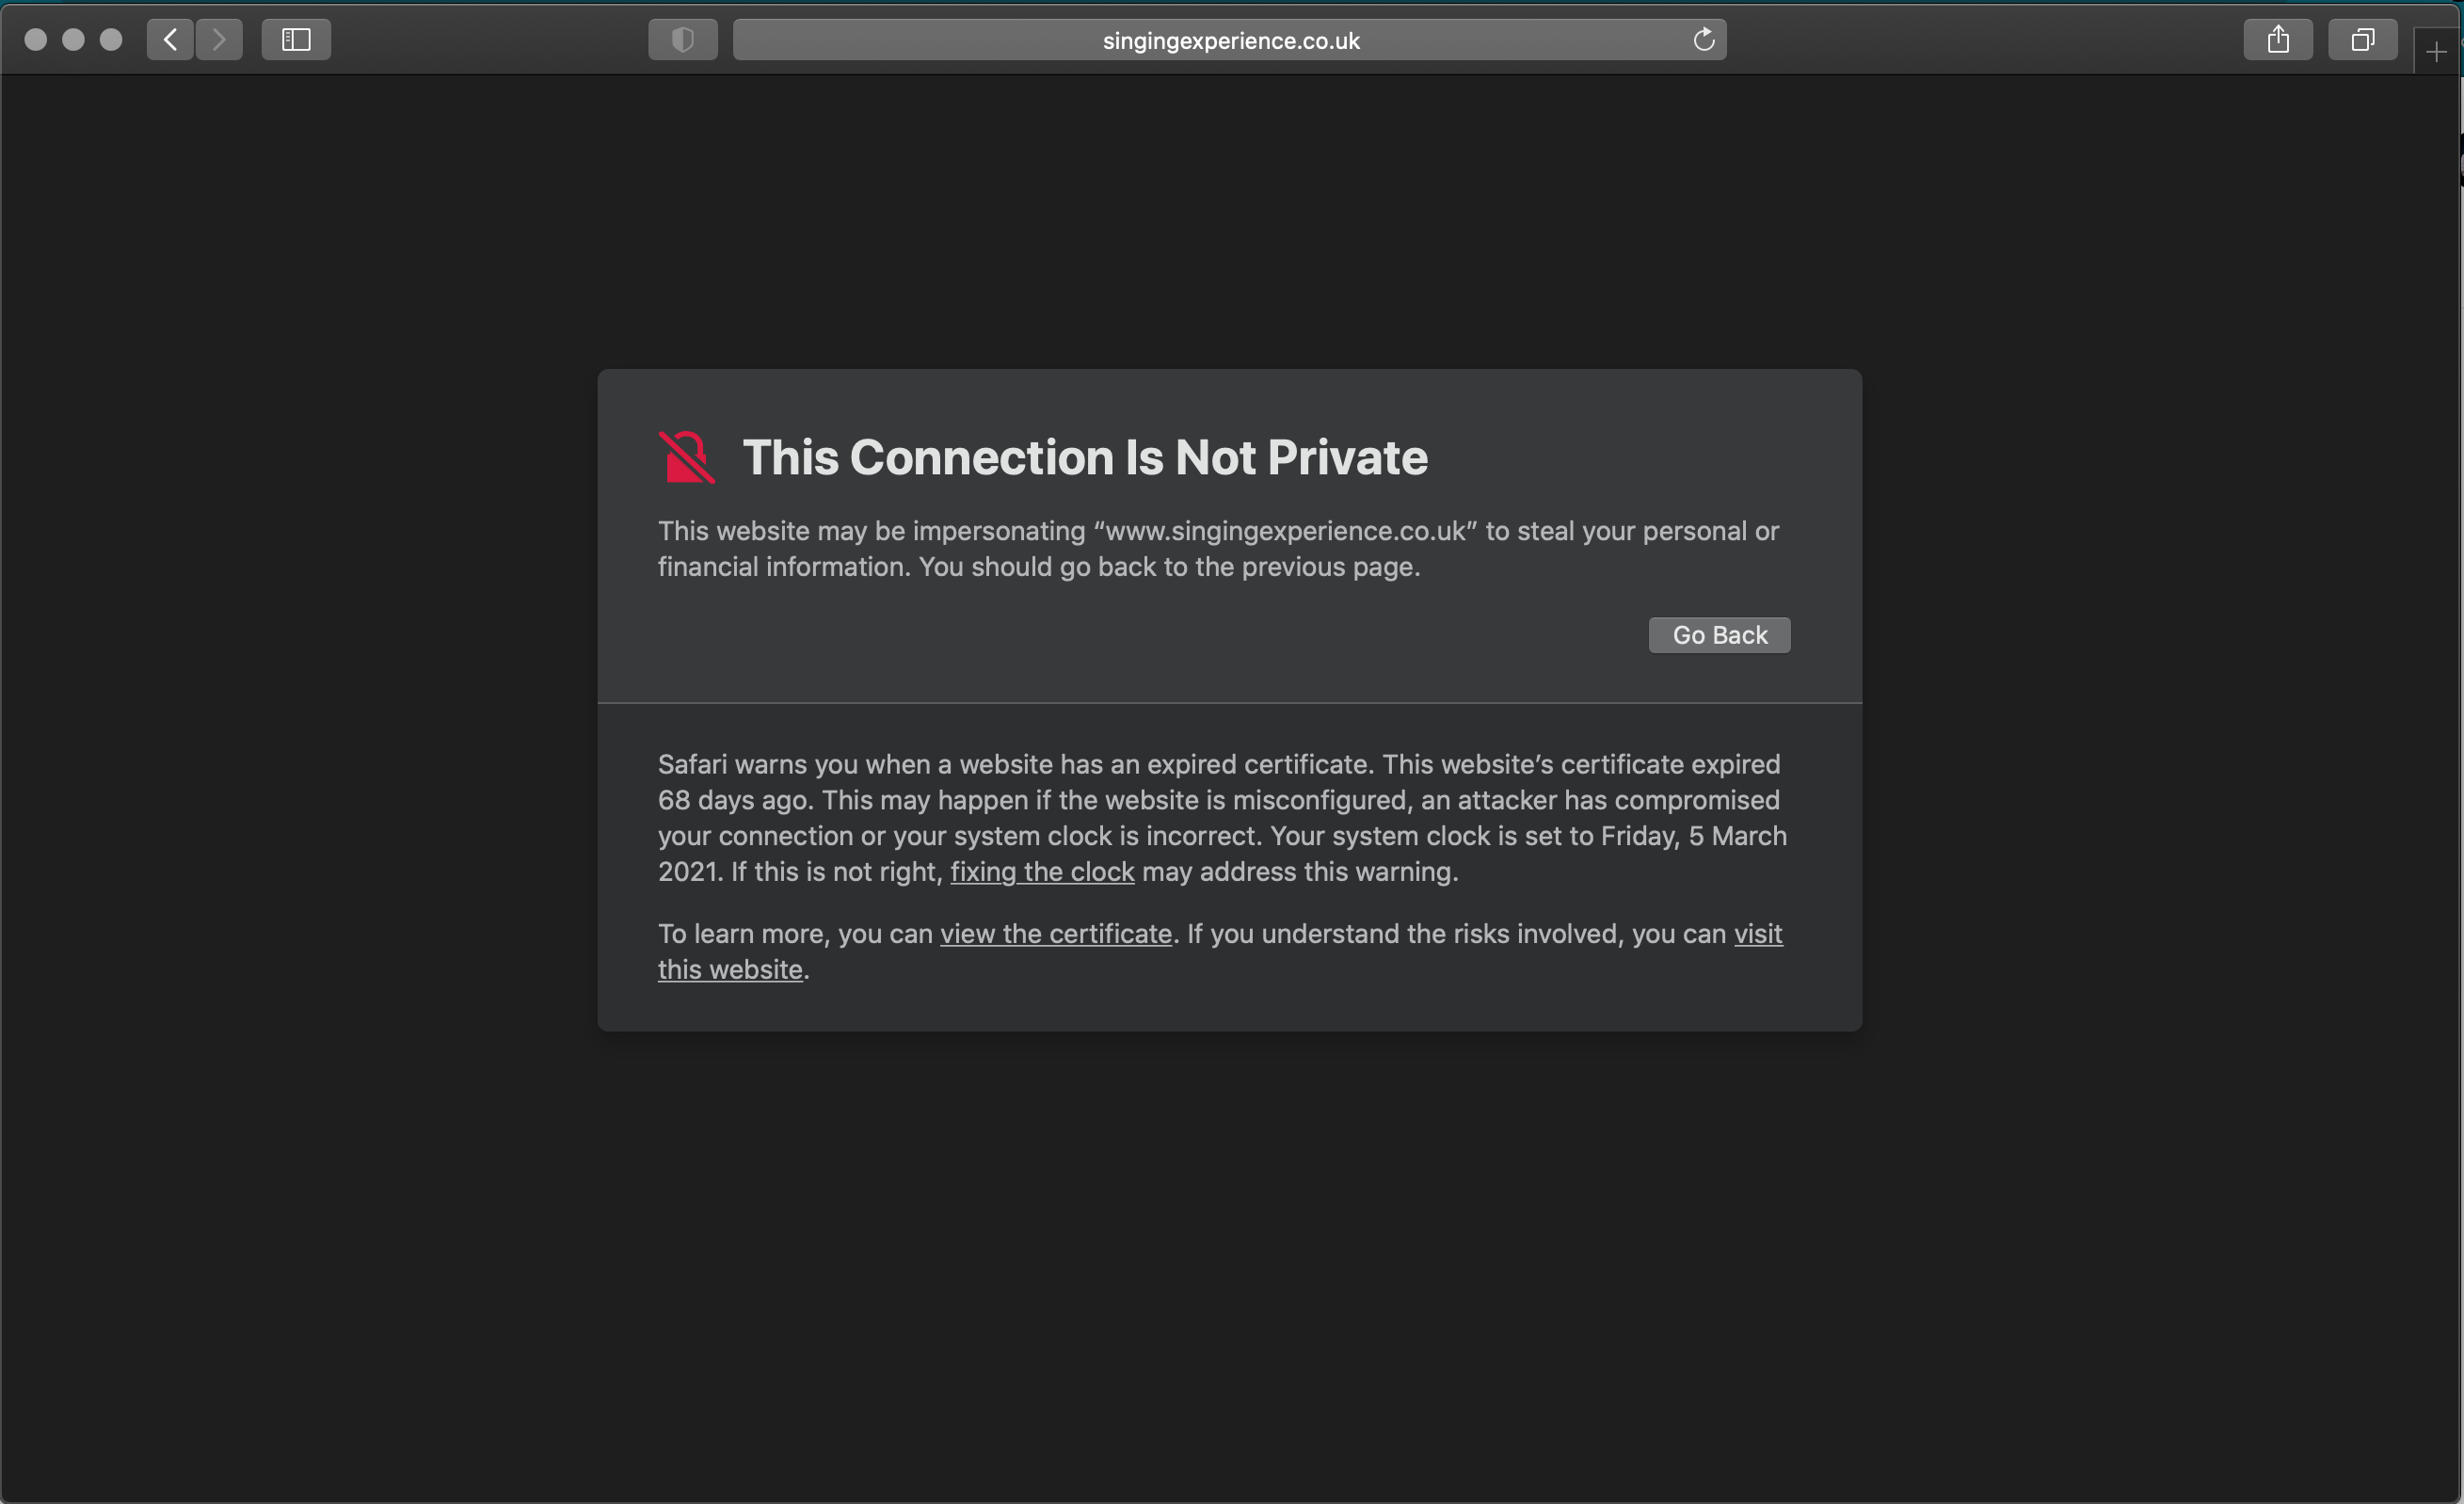 singingexperience.co.uk
This Connection Is Not Private
This website may be impersonating “www.singingexperience.co.uk” to steal your personal or
financial information. You should go back to the previous page.
Go Back
Safari warns you when a website has an expired certificate. This website’s certificate expired
68 days ago. This may happen if the website is misconfigured, an attacker has compromised
your connection or your system clock is incorrect. Your system clock is set to Friday, 5 March
2021. If this is not right, fixing the clock may address this warning.
To learn more, you can view the certificate. If you understand the risks involved, you can visit
this website.